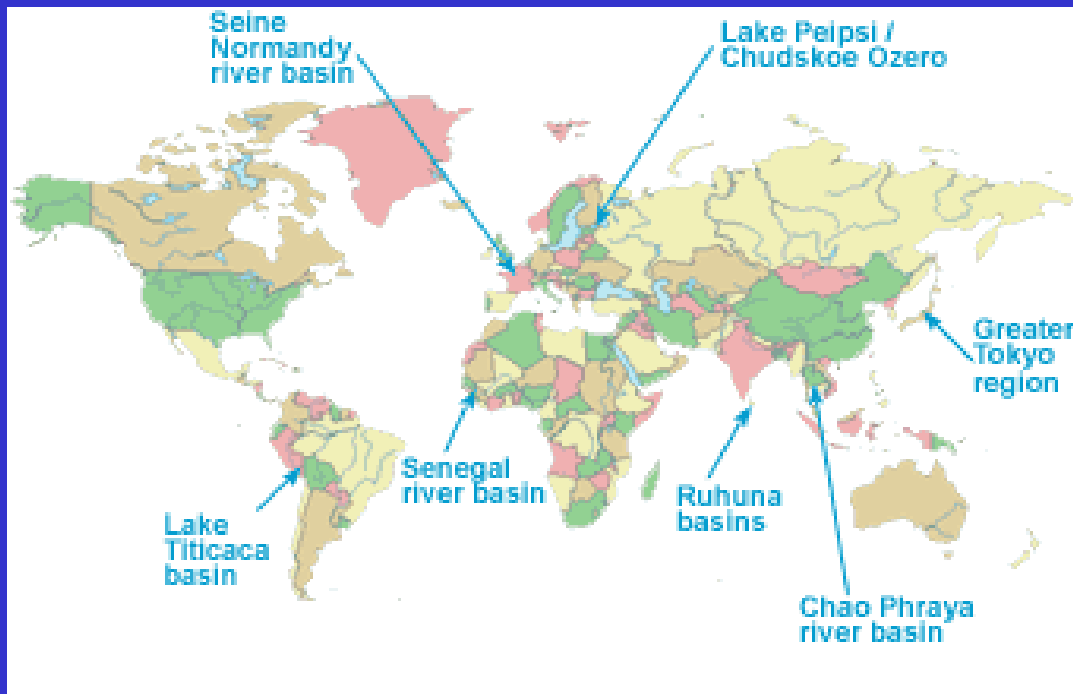 Seine
Normandy
river basin
Lake Peipsi /
Chudskoe Ozero
Greater
Tokyo
region
Senegal
river basin
Ruhuna
basins
Lake
Titicaca
basin
Chao Phraya
river basin